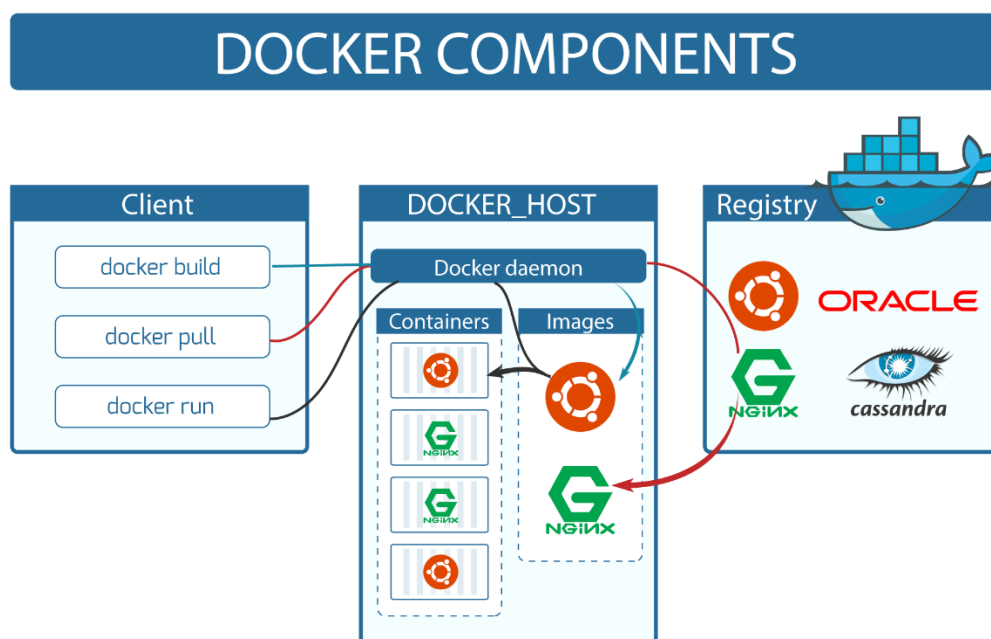 DOCKER COMPONENTS
Client
docker build
docker pull
docker run
DOCKER_HOST
Docker daemon
Containers
Images
NGiNX
NGiNX
NGiNX
Registry
ORACLE
NGiNX
cassandra